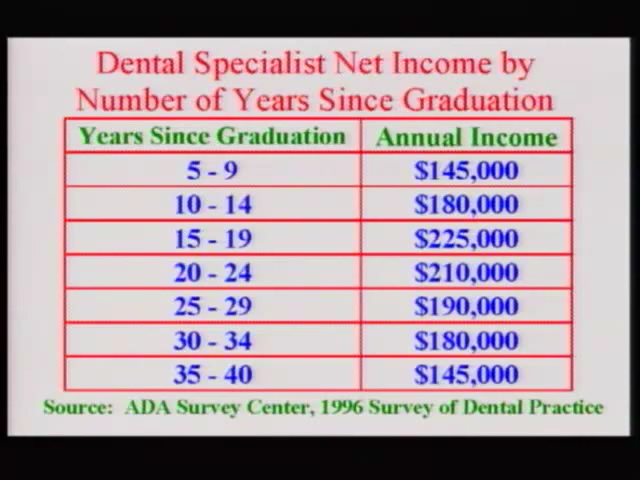 Dental Specialist Net Income by
Number of Years Since Graduation
Years Since Graduation Annual Income
5 - 9 $145,000
10 - 14 $180,000
15 - 19 $225,000
20 - 24 $210,000
25 - 29 $190,000
30 - 34 $180,000
35 - 40 $145,000
Source: ADA Survey Center, 1996 Survey of Dental Practice